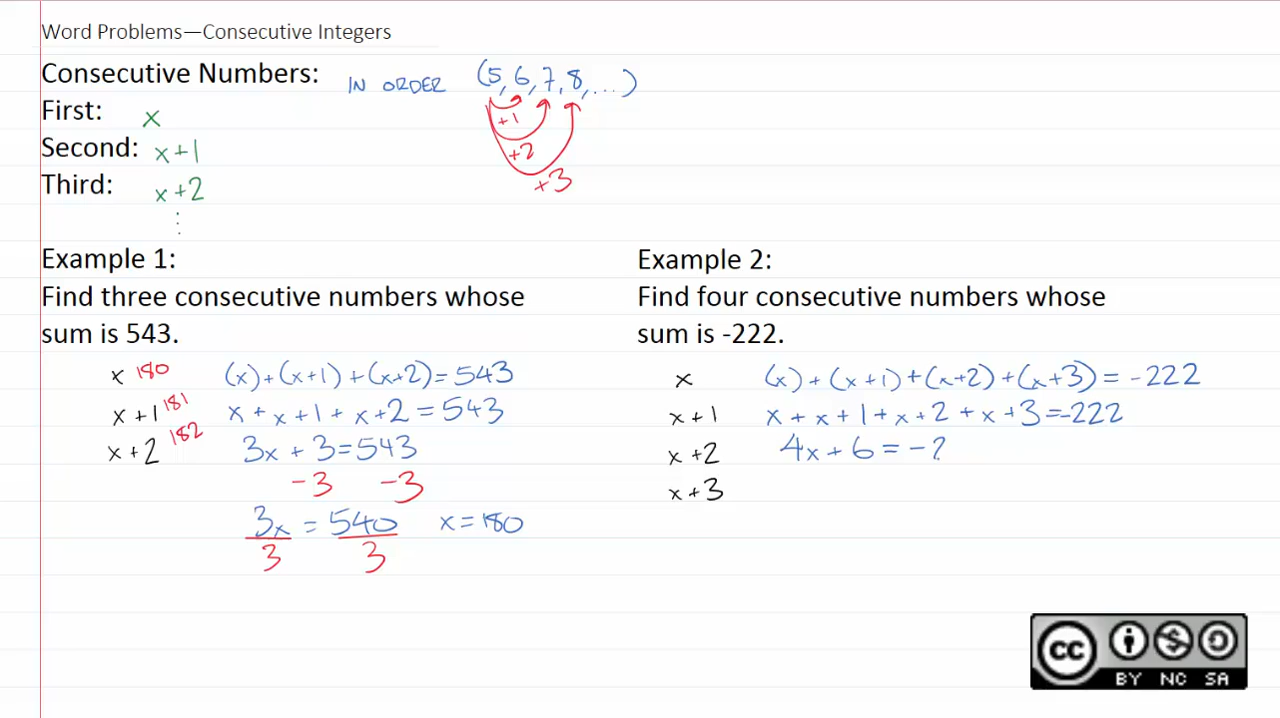 Word Problems—Consecutive Integers
Consecutive Numbers: IN ORDER (5, 6, 7, 8, ...)
First: x
+1
Second: x+1
+2
Third: x+2
+3
⋮
Example 1:
Find three consecutive numbers whose
sum is 543.
x 180 (x)+(x+1)+(x+2)=543
x+1 181 x+x+1+x+2=543
x+2 182 3x+3=543
-3 -3
3x = 540 x=180
3 3
Example 2:
Find four consecutive numbers whose
sum is -222.
x (x)+(x+1)+(x+2)+(x+3)=-222
x+1 x+x+1+x+2+x+3=-222
x+2 4x+6=-2
x+3
cc
BY NC SA